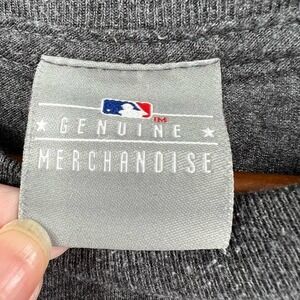 TM
★ GENUINE ★
MERCHANDISE